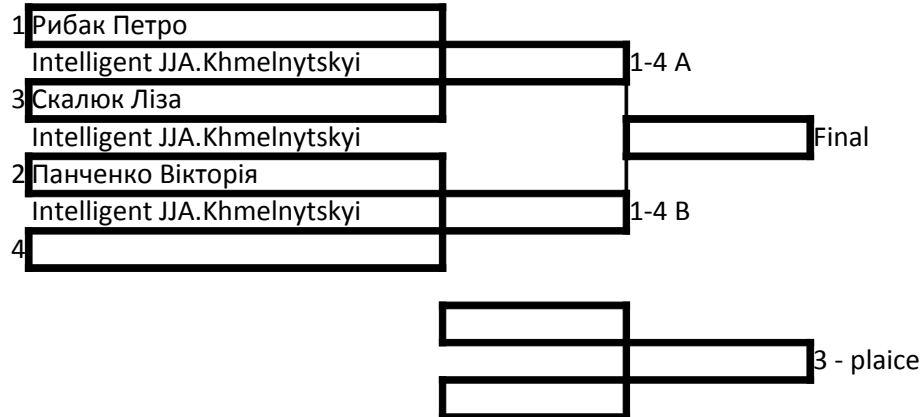 1 Рибак Петро
Intelligent JJA.Khmelnytskyi 1-4 A
3 Скалюк Ліза
Intelligent JJA.Khmelnytskyi Final
2 Панченко Вікторія
Intelligent JJA.Khmelnytskyi 1-4 B
4
3 - plaice